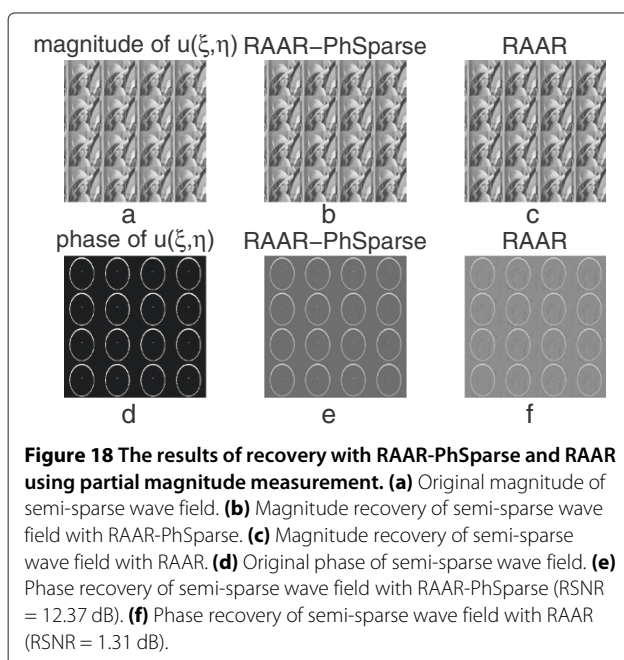 magnitude of u(ξ,η) RAAR−PhSparse RAAR
a b c
phase of u(ξ,η) RAAR−PhSparse RAAR
d e f
Figure 18 The results of recovery with RAAR-PhSparse and RAAR
using partial magnitude measurement. (a) Original magnitude of
semi-sparse wave field. (b) Magnitude recovery of semi-sparse wave
field with RAAR-PhSparse. (c) Magnitude recovery of semi-sparse
wave field with RAAR. (d) Original phase of semi-sparse wave field. (e)
Phase recovery of semi-sparse wave field with RAAR-PhSparse (RSNR
= 12.37 dB). (f) Phase recovery of semi-sparse wave field with RAAR
(RSNR = 1.31 dB).